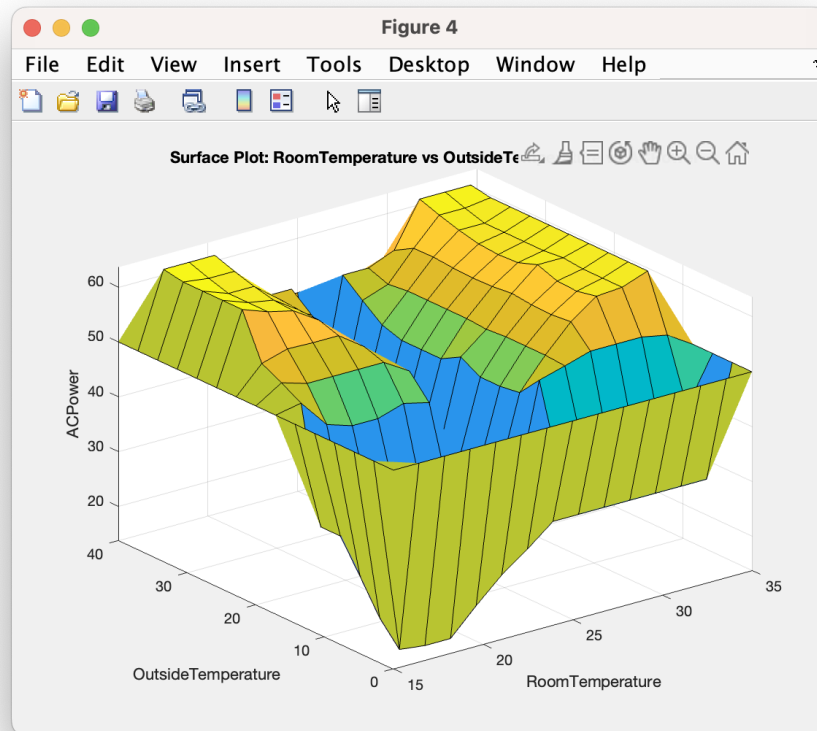 Figure 4
File Edit View Insert Tools Desktop Window Help
Surface Plot: RoomTemperature vs OutsideTe
60
50
40
30
20
ACPower
40
30
20
10
0
OutsideTemperature
15
20
25
30
35
RoomTemperature